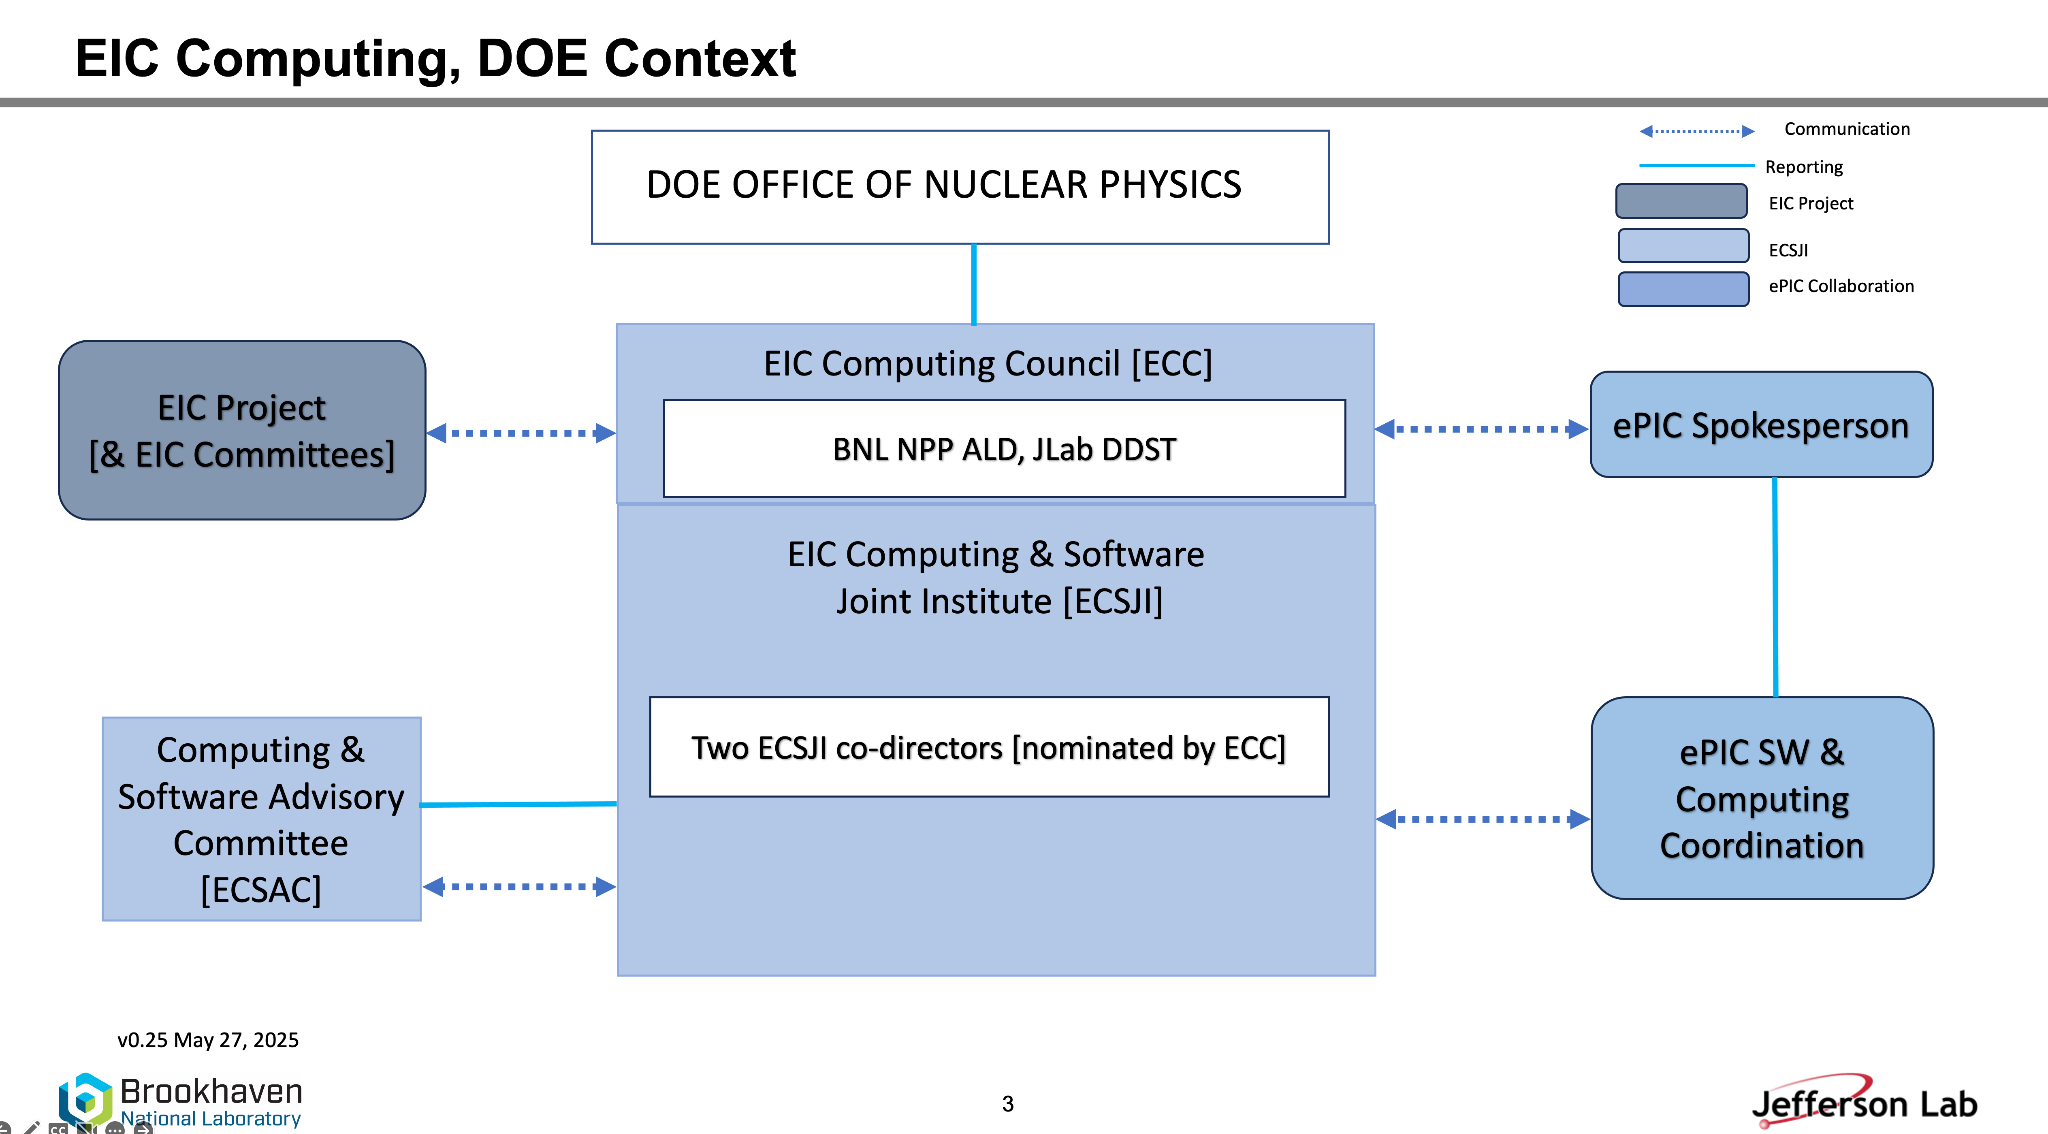 EIC Computing, DOE Context
Communication
Reporting
EIC Project
ECSJI
ePIC Collaboration
DOE OFFICE OF NUCLEAR PHYSICS
EIC Computing Council [ECC]
BNL NPP ALD, JLab DDST
EIC Project
[& EIC Committees]
ePIC Spokesperson
EIC Computing & Software
Joint Institute [ECSJI]
Two ECSJI co-directors [nominated by ECC]
Computing &
Software Advisory
Committee
[ECSAC]
ePIC SW &
Computing
Coordination
v0.25 May 27, 2025
Brookhaven
National Laboratory
CC
3
Jefferson Lab